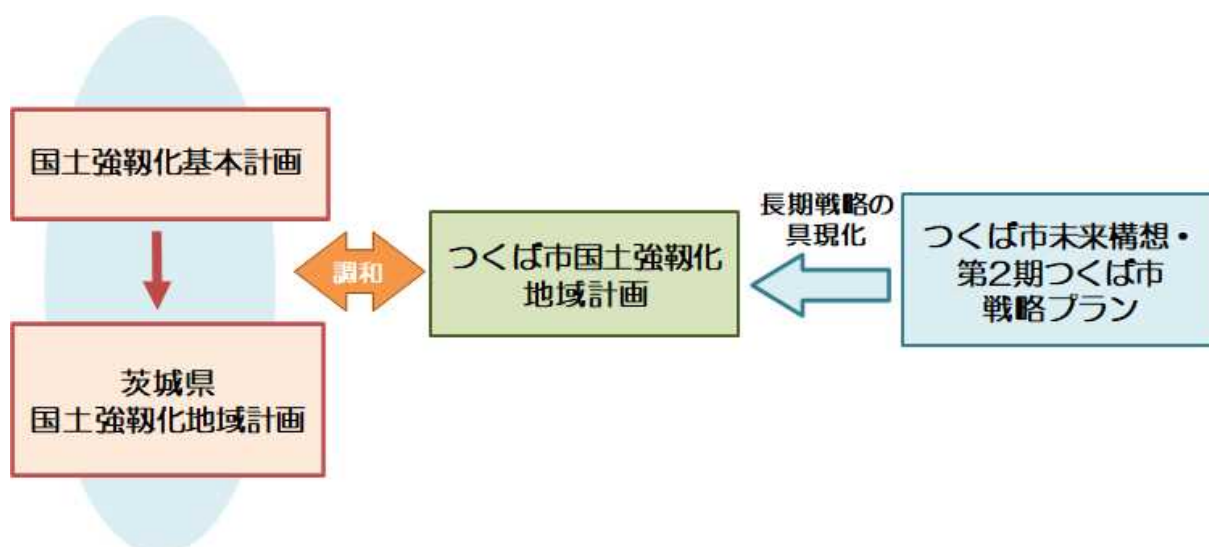 国土強靱化基本計画
茨城県
国土強靱化地域計画
調和
つくば市国土強靱化
地域計画
長期戦略の
具現化
つくば市未来構想・
第2期つくば市
戦略プラン